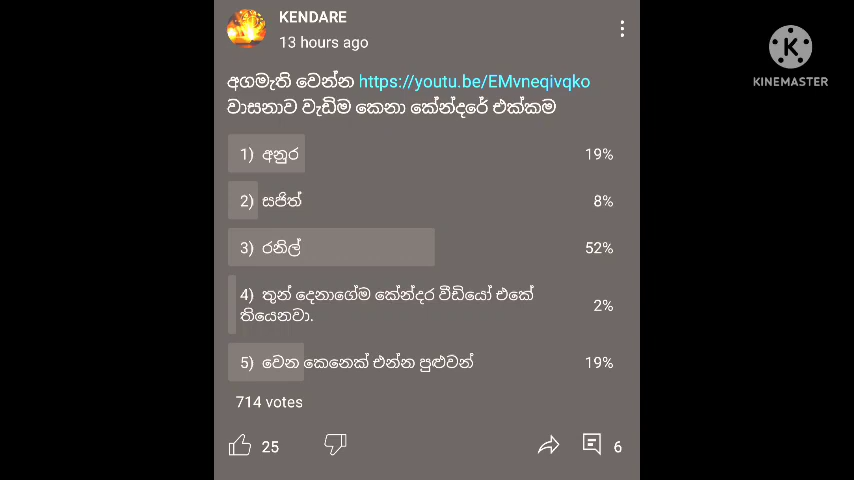 KENDARE
13 hours ago
KINEMASTER
අගමැති වෙන්න https://youtu.be/EMvneqivqko
වාසනාව වැඩිම කෙනා කේන්දරේ එක්කම
1) අනුර 19%
2) සජිත් 8%
3) රනිල් 52%
4) තුන් දෙනාගේම කේන්දර වීඩියෝ එකේ
තියෙනවා. 2%
5) වෙන කෙනෙක් එන්න පුළුවන් 19%
714 votes
25 6